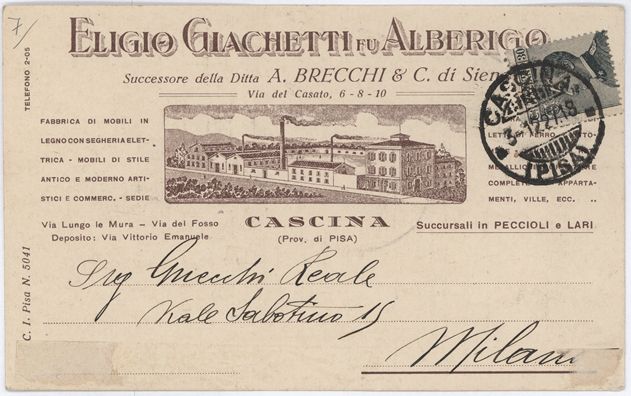 7/
ELIGIO GIACHETTI FU ALBERIGO
Successore della Ditta A. BRECCHI & C. di
Via del Casato, 6 - 8 - 10
TELEFONO 2-05
FABBRICA DI MOBILI IN
LEGNO CON SEGHERIA ELET-
TRICA - MOBILI DI STILE
ANTICO E MODERNO ARTI-
STICI E COMMERC. - SEDIE
FERRO
COMPLETE
MENTI, VILLE, ECC.
CASCINA
(PISA)
Via Lungo le Mura - Via del Fosso
Deposito: Via Vittorio Emanuele
CASCINA
(Prov. di PISA)
Succursali in PECCIOLI e LARI
C. I. Pisa N. 5041
Sig Guecchi Reale
Viale Sabotino 15
Milano